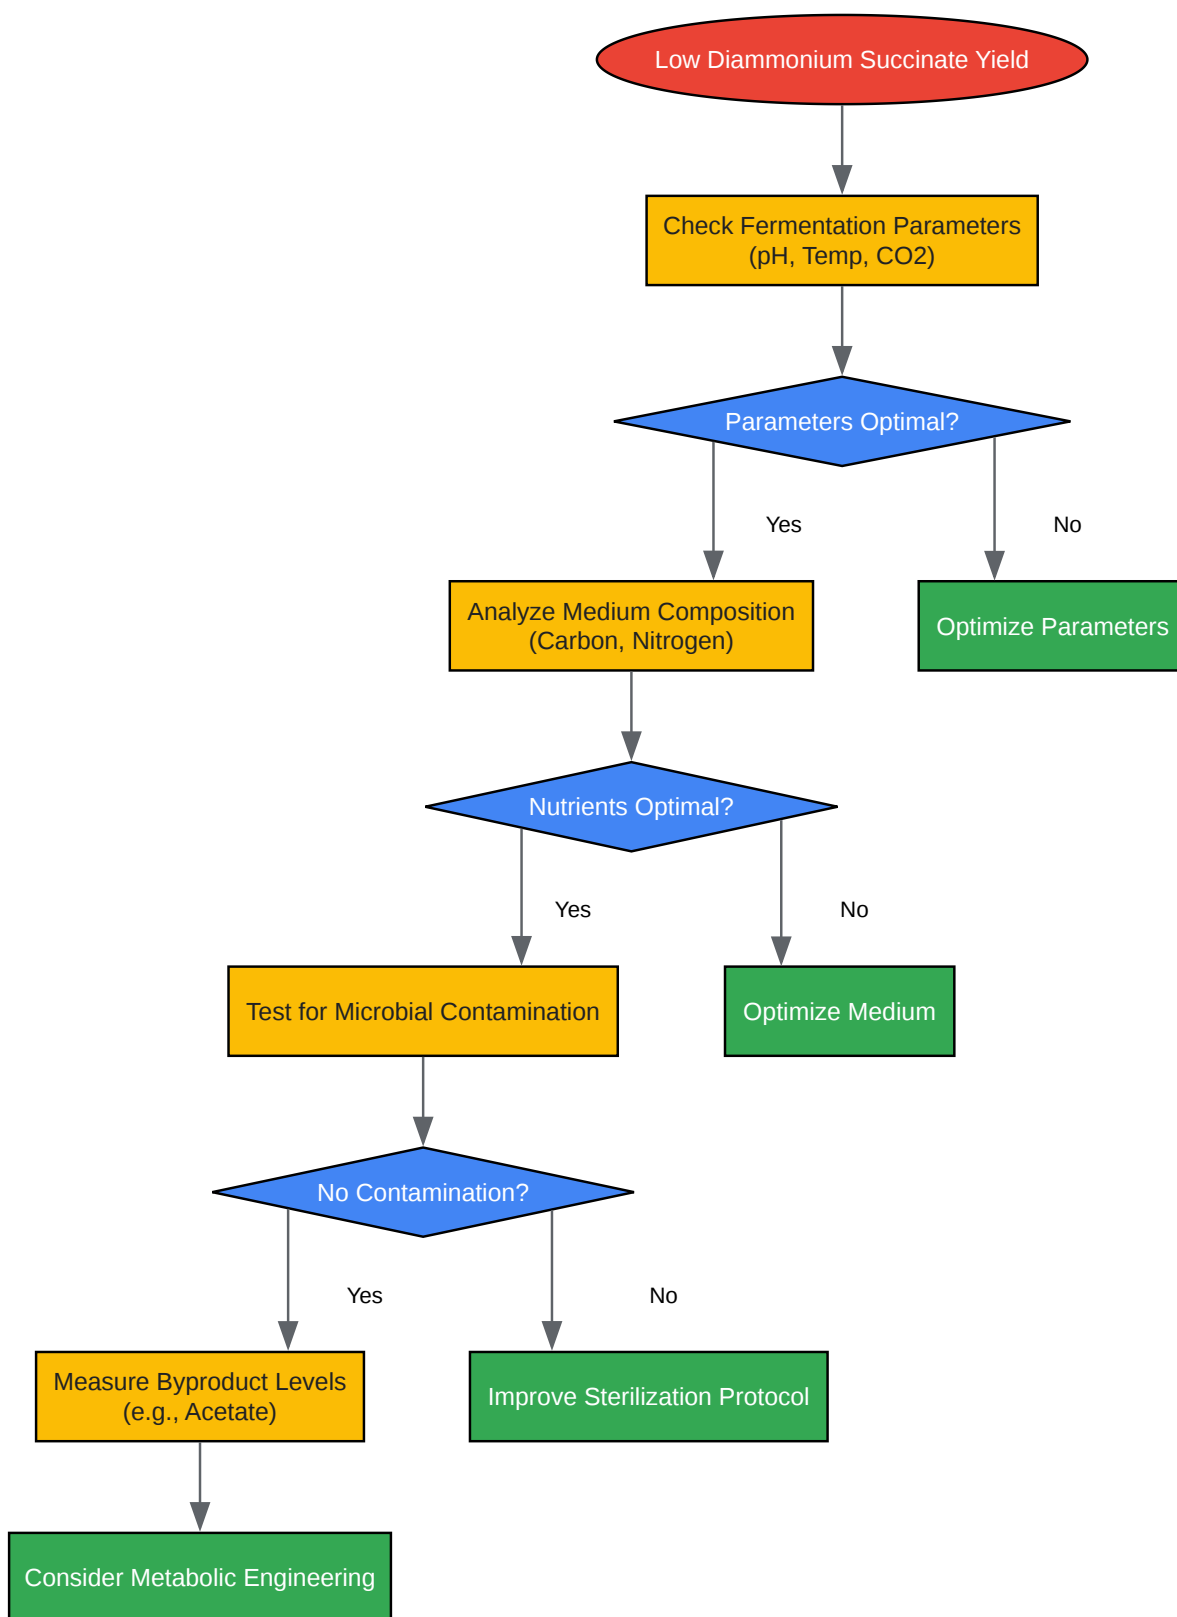 Low Diammonium Succinate Yield
Check Fermentation Parameters
(pH, Temp, CO2)
Parameters Optimal?
Yes
No
Analyze Medium Composition
(Carbon, Nitrogen)
Optimize Parameters
Nutrients Optimal?
Yes
No
Test for Microbial Contamination
Optimize Medium
No Contamination?
Yes
No
Measure Byproduct Levels
(e.g., Acetate)
Improve Sterilization Protocol
Consider Metabolic Engineering